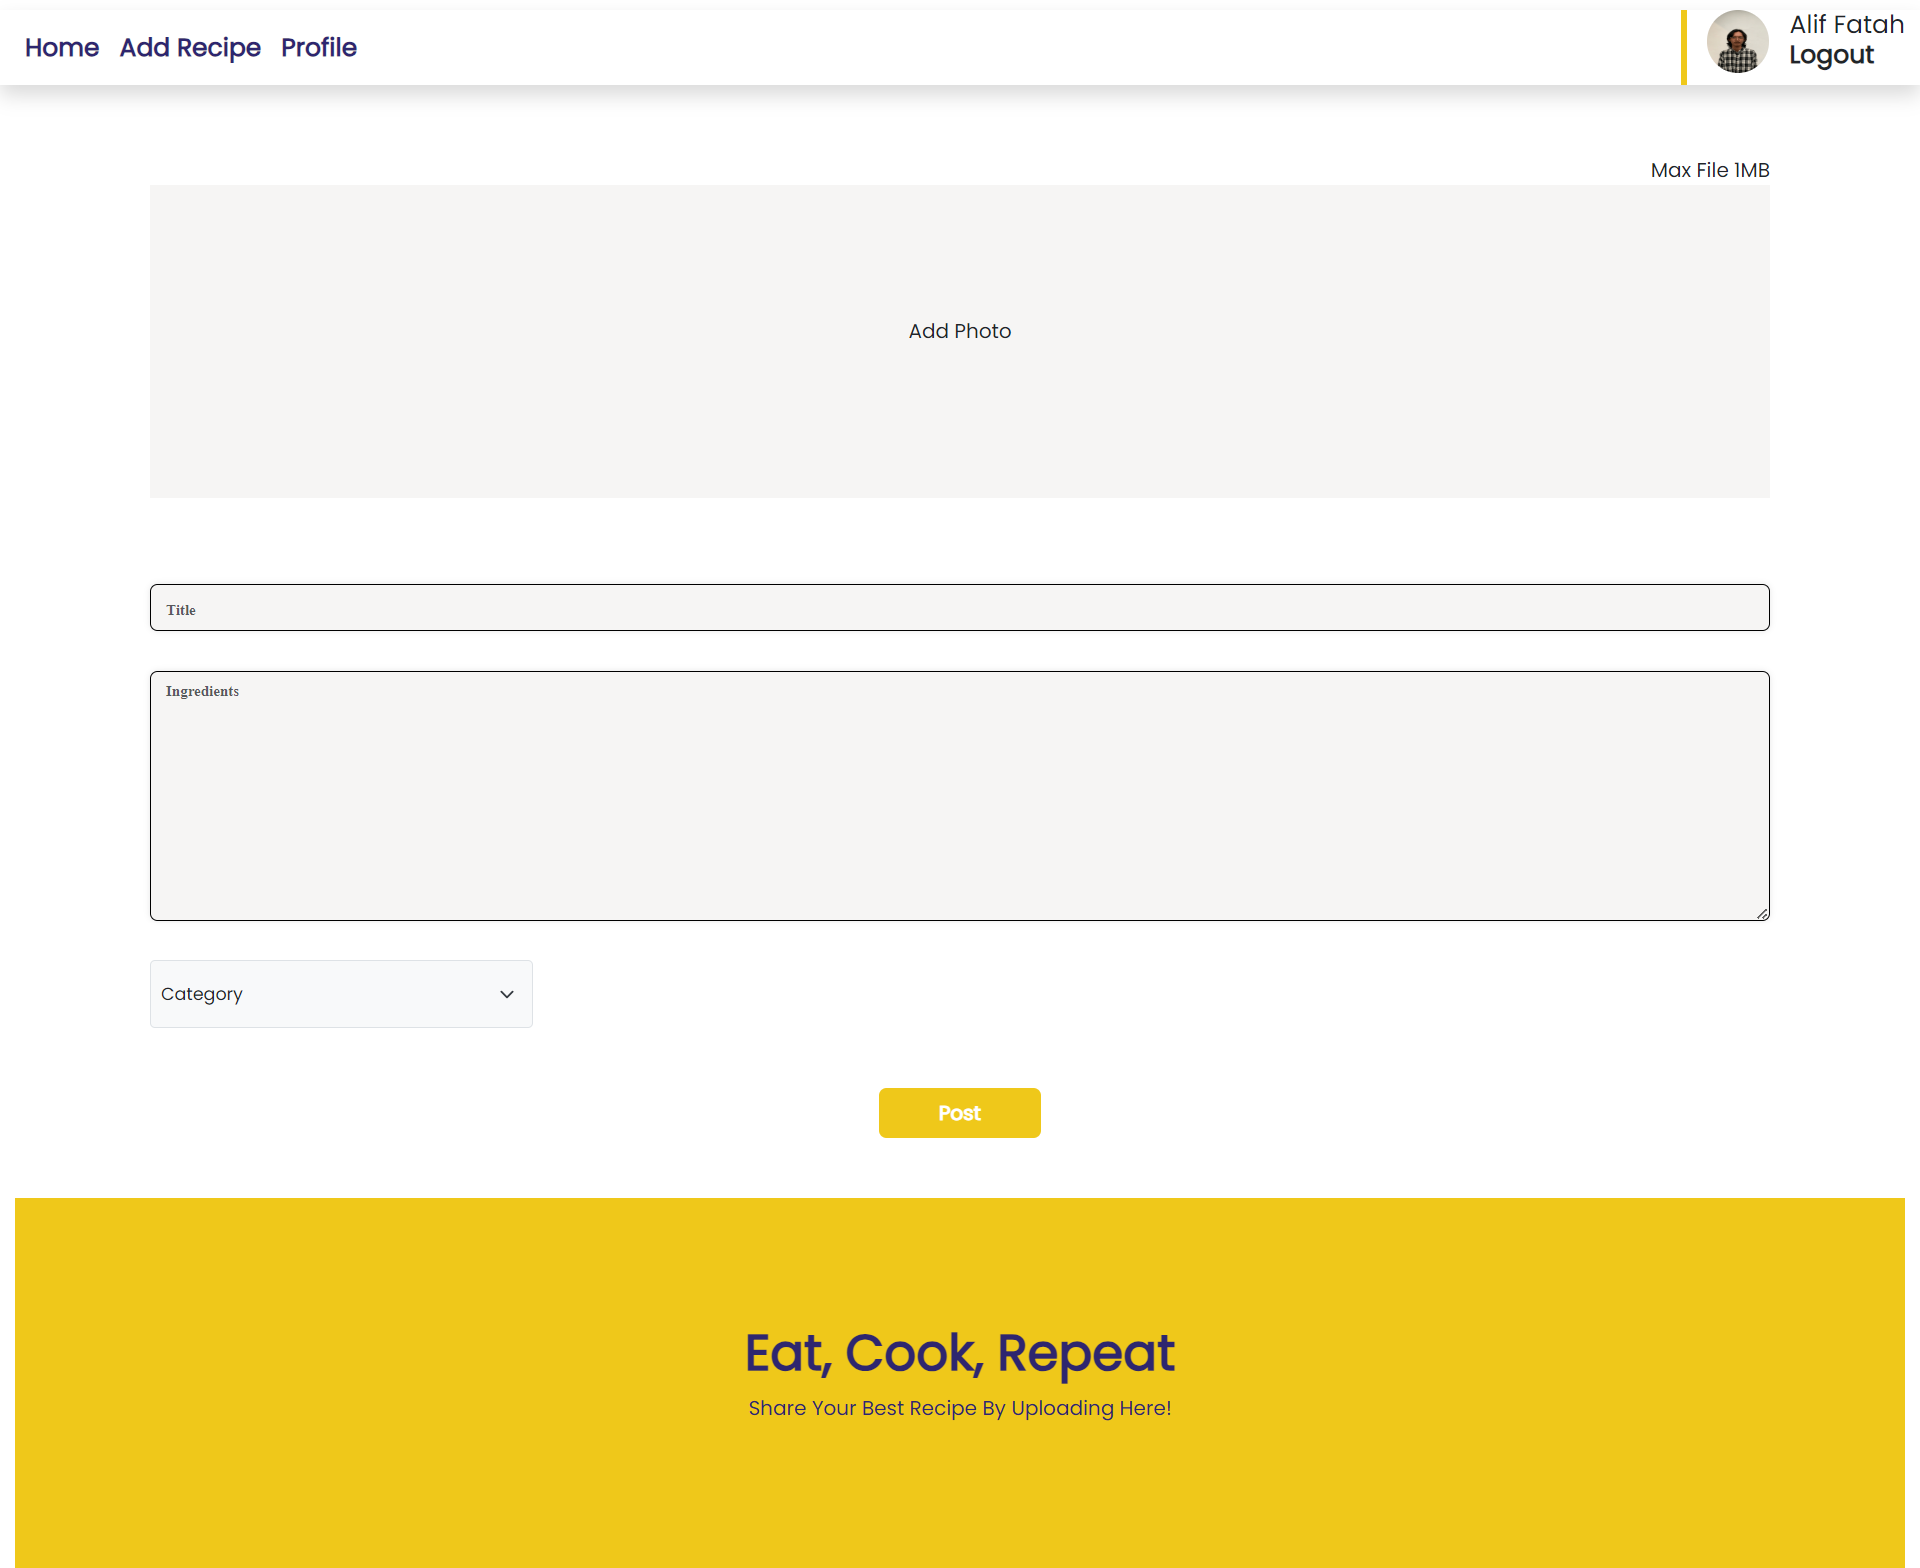 Home Add Recipe Profile
Alif Fatah
Logout
Max File 1MB
Add Photo
Title
Ingredients
Category
Post
Eat, Cook, Repeat
Share Your Best Recipe By Uploading Here!